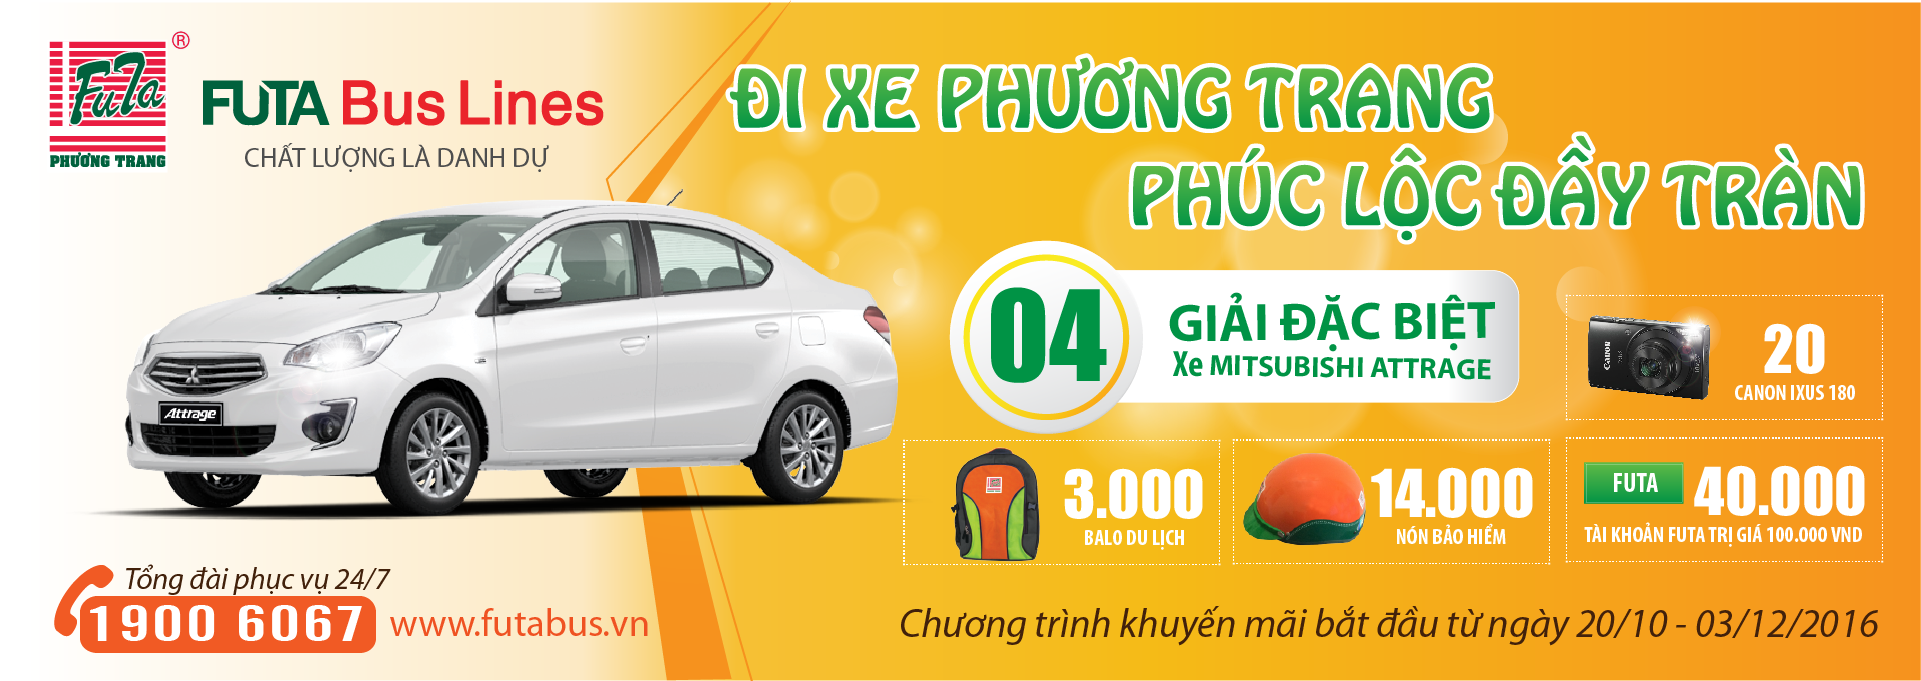 FuTa ®
PHƯƠNG TRANG
FUTA Bus Lines
CHẤT LƯỢNG LÀ DANH DỰ
ĐI XE PHƯƠNG TRANG
PHÚC LỘC ĐẦY TRÀN
04
GIẢI ĐẶC BIỆT
Xe MITSUBISHI ATTRAGE
Attrage
Canon
20
CANON IXUS 180
3.000
BALO DU LỊCH
14.000
NÓN BẢO HIỂM
FUTA
40.000
TÀI KHOẢN FUTA TRỊ GIÁ 100.000 VND
Tổng đài phục vụ 24/7
1900 6067
www.futabus.vn
Chương trình khuyến mãi bắt đầu từ ngày 20/10 - 03/12/2016